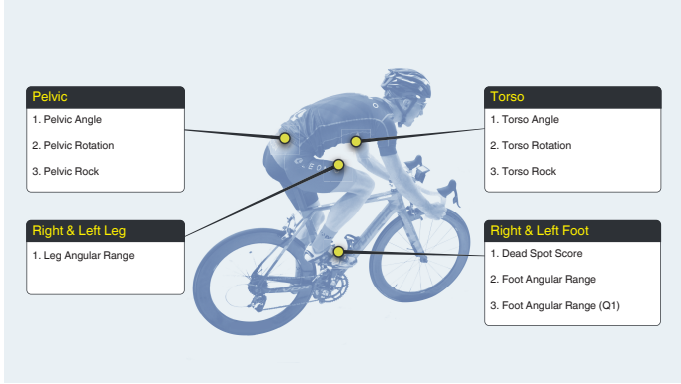 Pelvic
1. Pelvic Angle
2. Pelvic Rotation
3. Pelvic Rock
Torso
1. Torso Angle
2. Torso Rotation
3. Torso Rock
Right & Left Leg
1. Leg Angular Range
Right & Left Foot
1. Dead Spot Score
2. Foot Angular Range
3. Foot Angular Range (Q1)